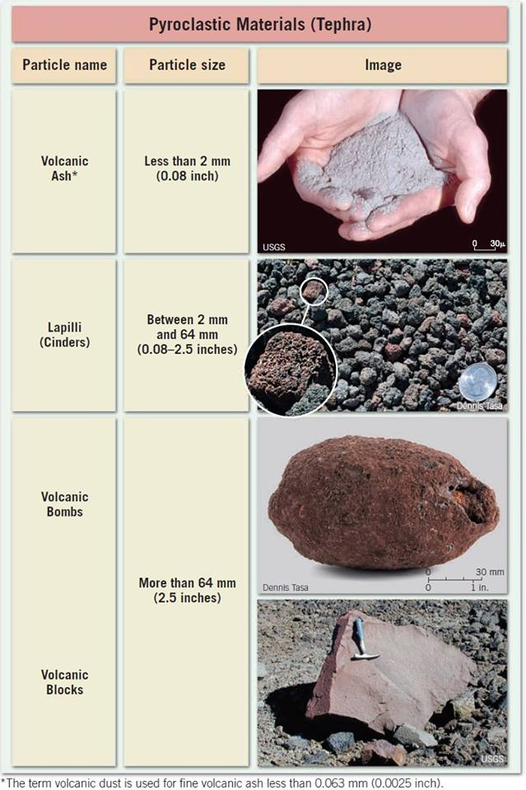 Pyroclastic Materials (Tephra)
Particle name
Particle size
Image
Volcanic
Ash*
Less than 2 mm
(0.08 inch)
USGS
0 30µ
Lapilli
(Cinders)
Between 2 mm
and 64 mm
(0.08–2.5 inches)
Dennis Tasa
Volcanic
Bombs
More than 64 mm
(2.5 inches)
Dennis Tasa
0 30 mm
0 1 in.
Volcanic
Blocks
USGS
*The term volcanic dust is used for fine volcanic ash less than 0.063 mm (0.0025 inch).